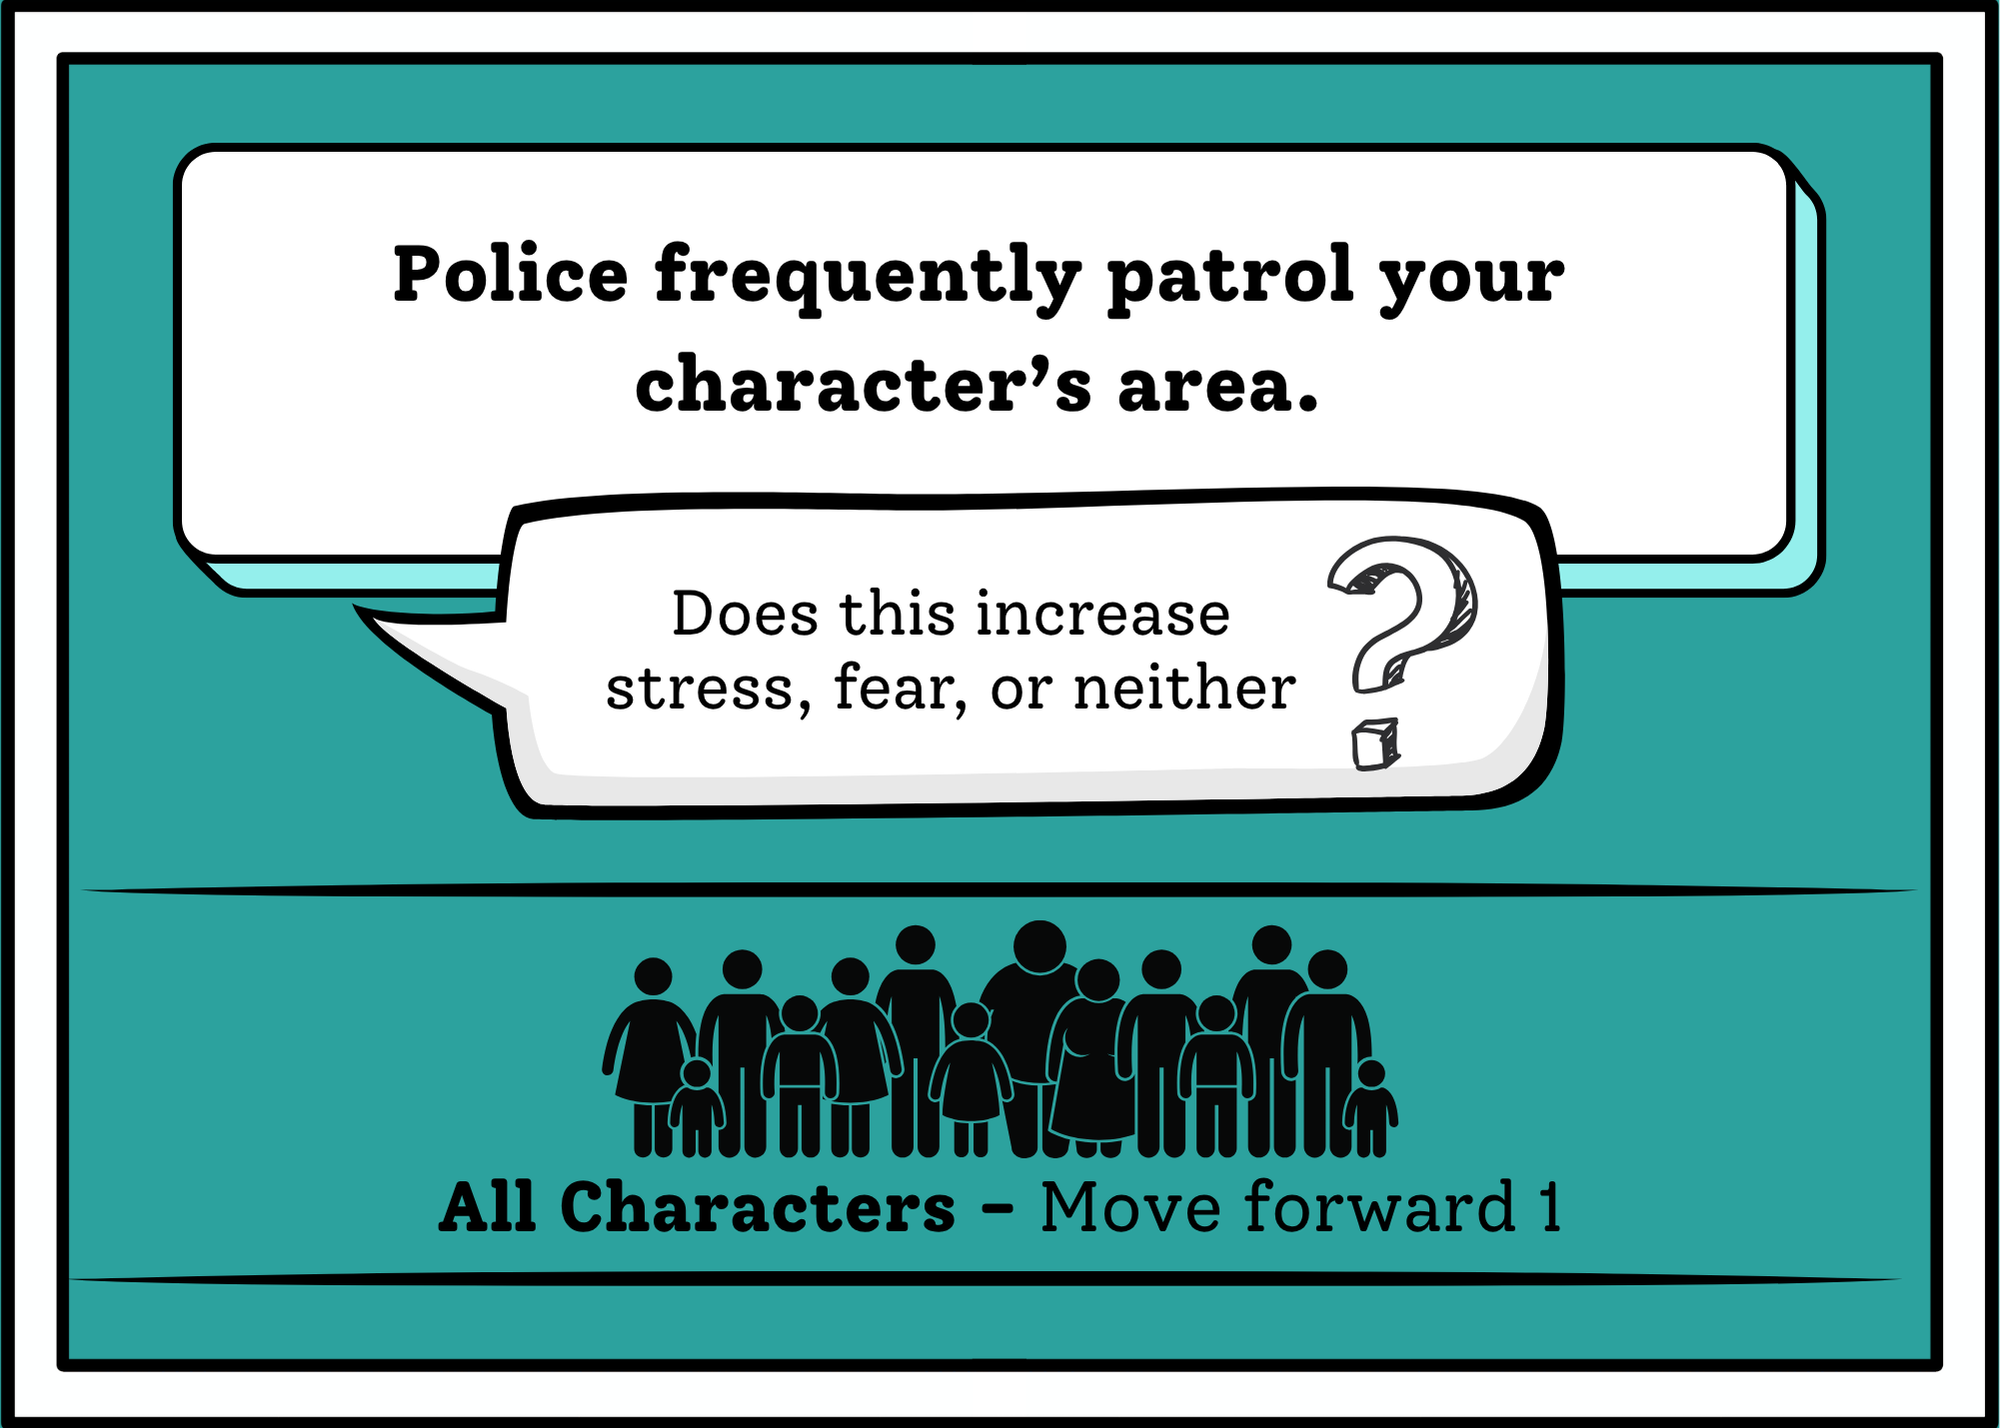 Police frequently patrol your
character’s area.
Does this increase
stress, fear, or neither
?
All Characters – Move forward 1